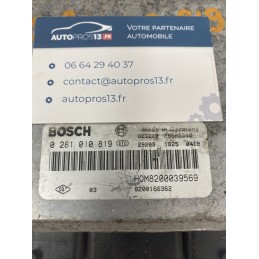 AUTOPROS13.FR
VOTRE PARTENAIRE
AUTOMOBILE
06 64 29 40 37
contact@autopros13.fr
autopros13.fr
BOSCH
Made in Germany
0 281 010 819
HOM8200039569
03
8200166362